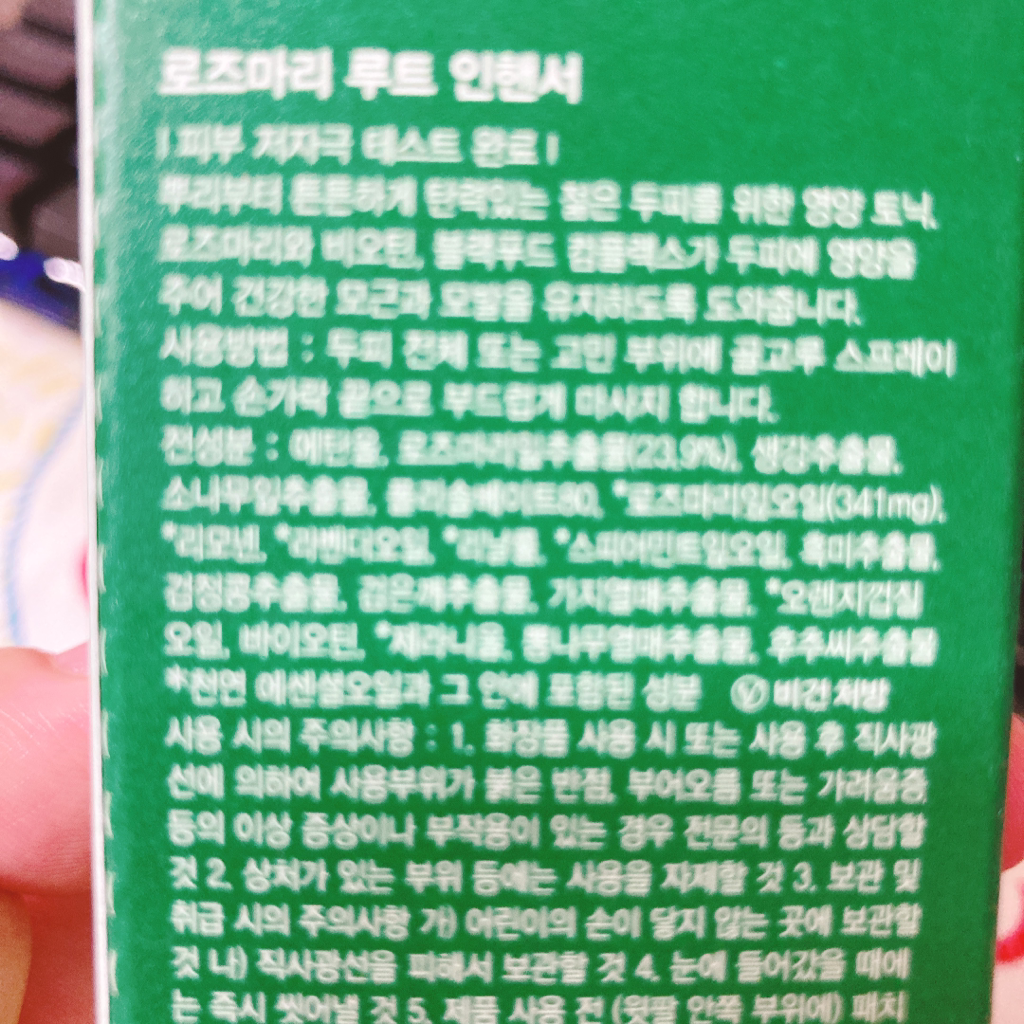 로즈마리 루트 인핸서
| 피부 저자극 테스트 완료 |
뿌리부터 튼튼하게 탄력있는 젊은 두피를 위한 영양 토닉.
로즈마리와 비오틴, 블랙푸드 컴플렉스가 두피에 영양을
주어 건강한 모근과 모발을 유지하도록 도와줍니다.
사용방법 : 두피 전체 또는 고민 부위에 골고루 스프레이
하고 손가락 끝으로 부드럽게 마사지 합니다.
전성분 : 에탄올, 로즈마리잎추출물(23.9%), 생강추출물,
소나무잎추출물, 폴리솔베이트80, *로즈마리잎오일(341mg),
*리모넨, *라벤더오일, *리날룰, *스피어민트잎오일, 흑미추출물,
검정콩추출물, 검은깨추출물, 가지열매추출물, *오렌지껍질
오일, 바이오틴, *제라니올, 뽕나무열매추출물, 후추씨추출물
*천연 에센셜오일과 그 안에 포함된 성분 Ⓥ 비건 처방
사용 시의 주의사항 : 1. 화장품 사용 시 또는 사용 후 직사광
선에 의하여 사용부위가 붉은 반점, 부어오름 또는 가려움증
등의 이상 증상이나 부작용이 있는 경우 전문의 등과 상담할
것 2. 상처가 있는 부위 등에는 사용을 자제할 것 3. 보관 및
취급 시의 주의사항 가) 어린이의 손이 닿지 않는 곳에 보관할
것 나) 직사광선을 피해서 보관할 것 4. 눈에 들어갔을 때에
는 즉시 씻어낼 것 5. 제품 사용 전 (윗팔 안쪽 부위에) 패치